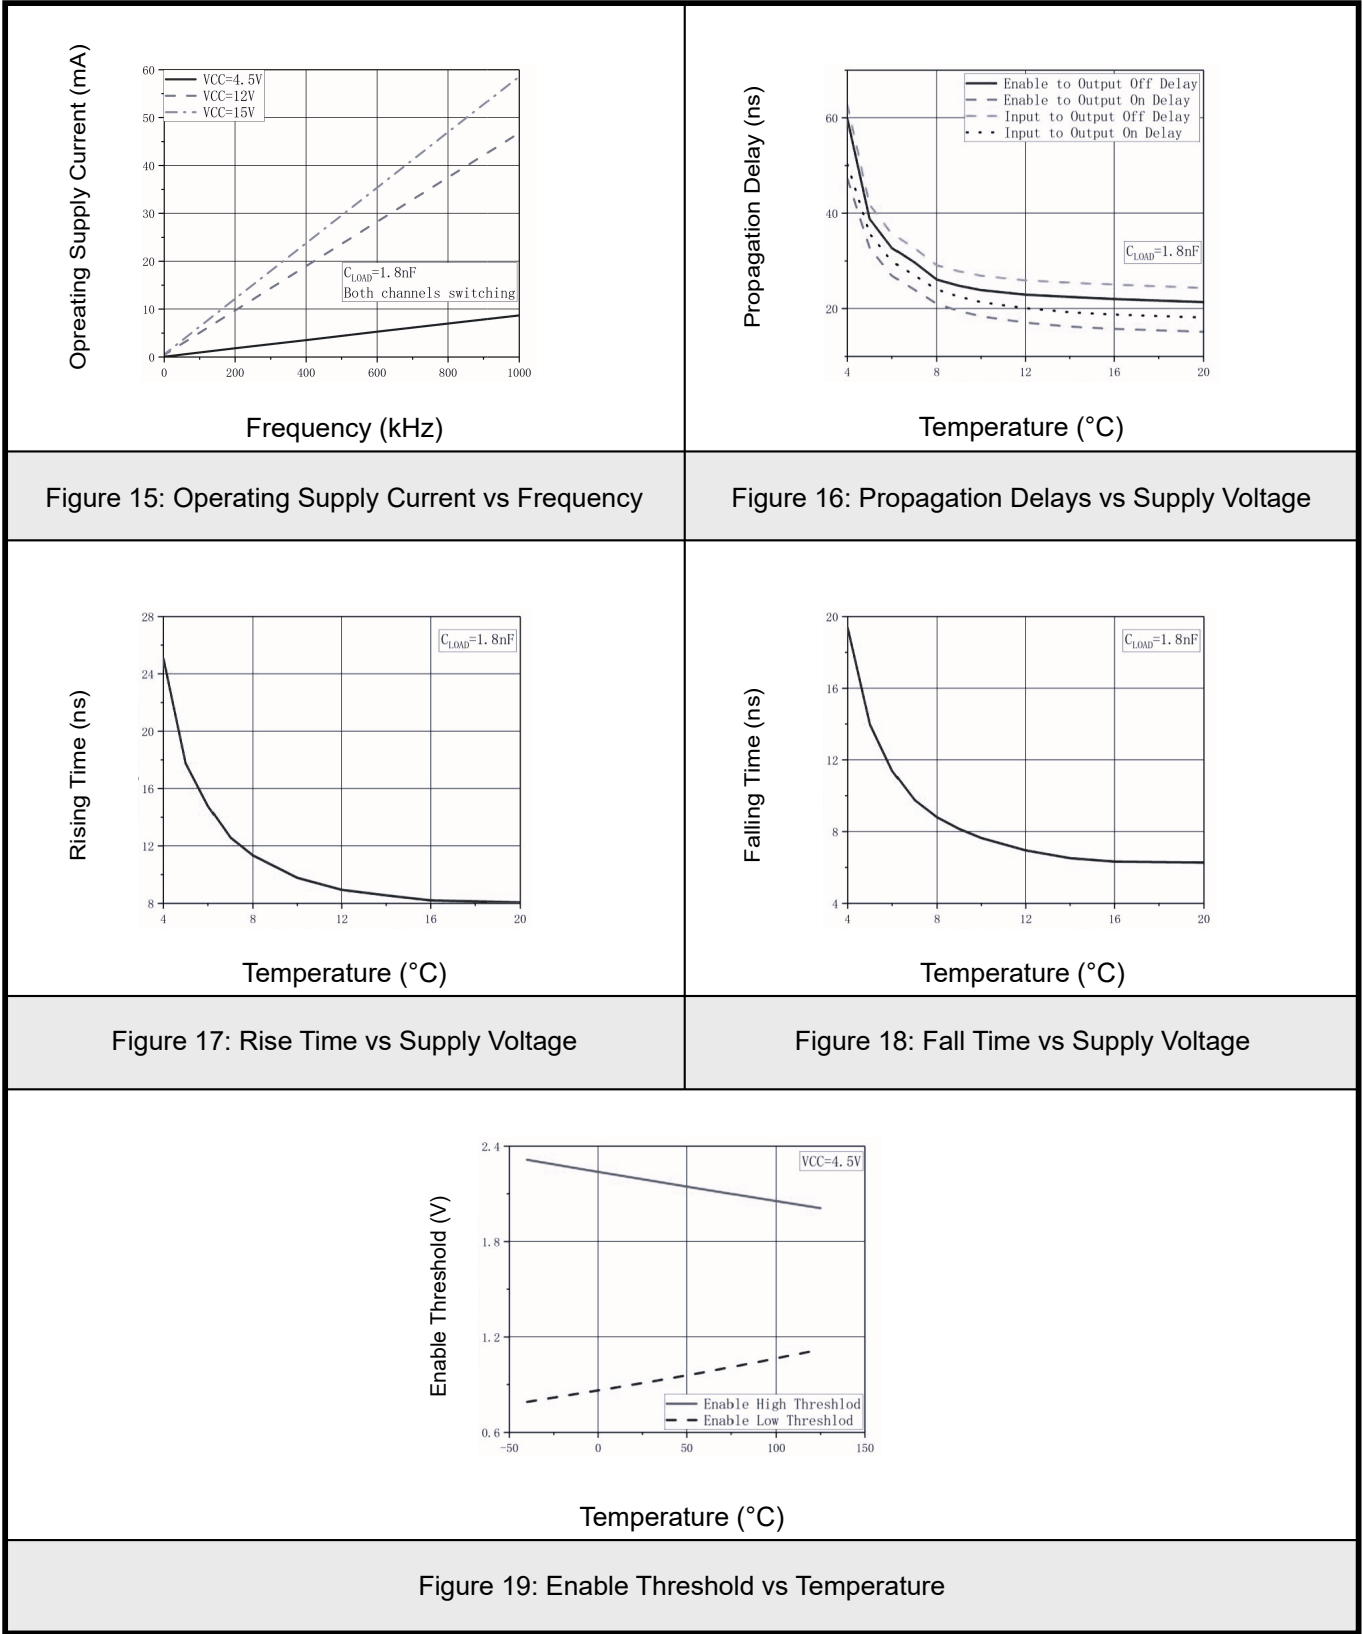 Opreating Supply Current (mA)
60
50
40
30
20
10
0
VCC=4.5V
VCC=12V
VCC=15V
CLOAD=1.8nF
Both channels switching
0 200 400 600 800 1000
Frequency (kHz)
Figure 15: Operating Supply Current vs Frequency
Propagation Delay (ns)
60
40
20
Enable to Output Off Delay
Enable to Output On Delay
Input to Output Off Delay
Input to Output On Delay
CLOAD=1.8nF
4 8 12 16 20
Temperature (°C)
Figure 16: Propagation Delays vs Supply Voltage
Rising Time (ns)
28
24
20
16
12
8
CLOAD=1.8nF
4 8 12 16 20
Temperature (°C)
Figure 17: Rise Time vs Supply Voltage
Falling Time (ns)
20
16
12
8
4
CLOAD=1.8nF
4 8 12 16 20
Temperature (°C)
Figure 18: Fall Time vs Supply Voltage
Enable Threshold (V)
2.4
1.8
1.2
0.6
VCC=4.5V
Enable High Threshlod
Enable Low Threshlod
-50 0 50 100 150
Temperature (°C)
Figure 19: Enable Threshold vs Temperature